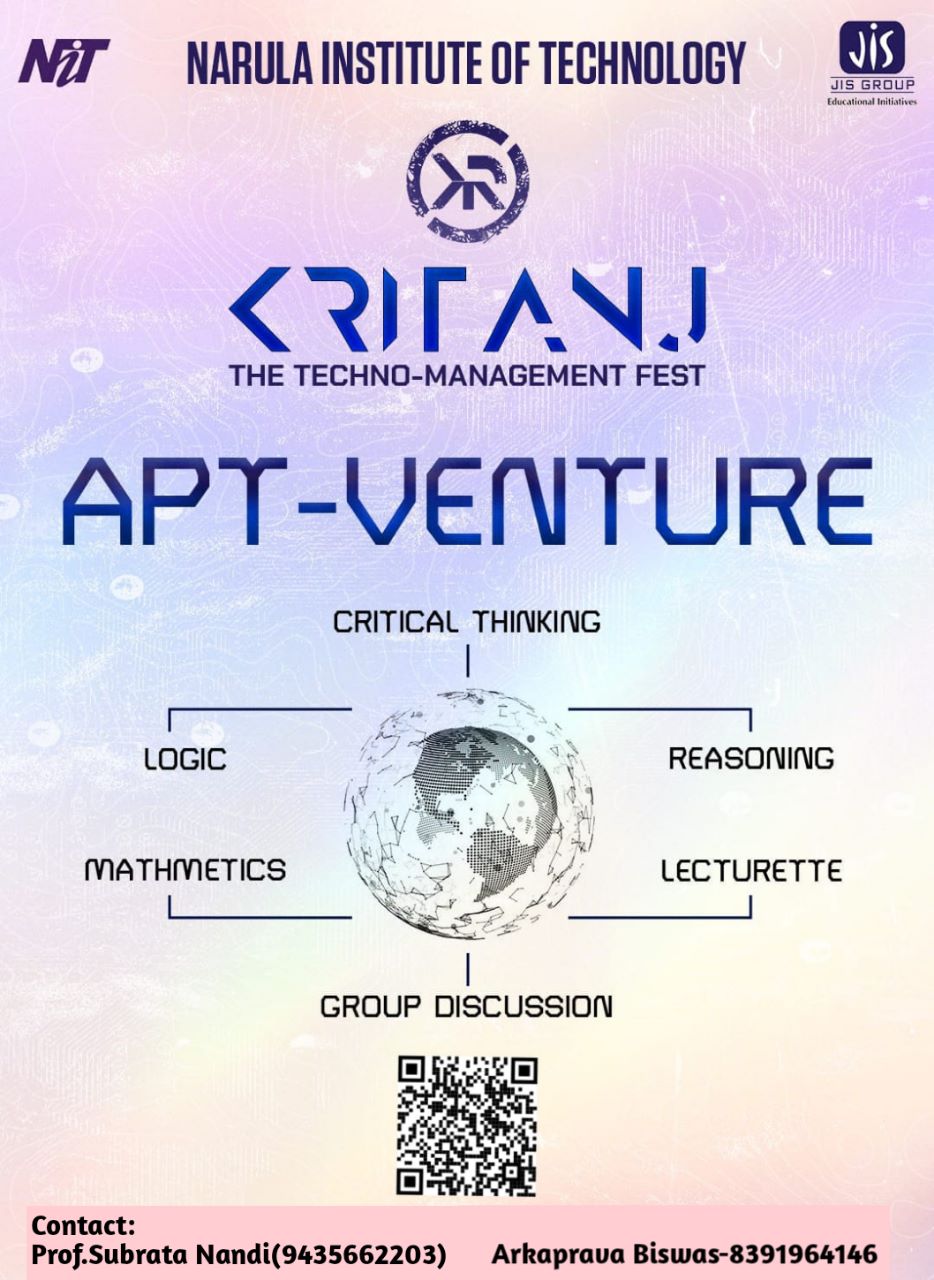 NiT
NARULA INSTITUTE OF TECHNOLOGY
JIS
JIS GROUP
Educational Initiatives
KR
KRITANJ
THE TECHNO-MANAGEMENT FEST
APT-VENTURE
CRITICAL THINKING
LOGIC
REASONING
MATHMETICS
LECTURETTE
GROUP DISCUSSION
Contact:
Prof.Subrata Nandi(9435662203) Arkaprava Biswas-8391964146